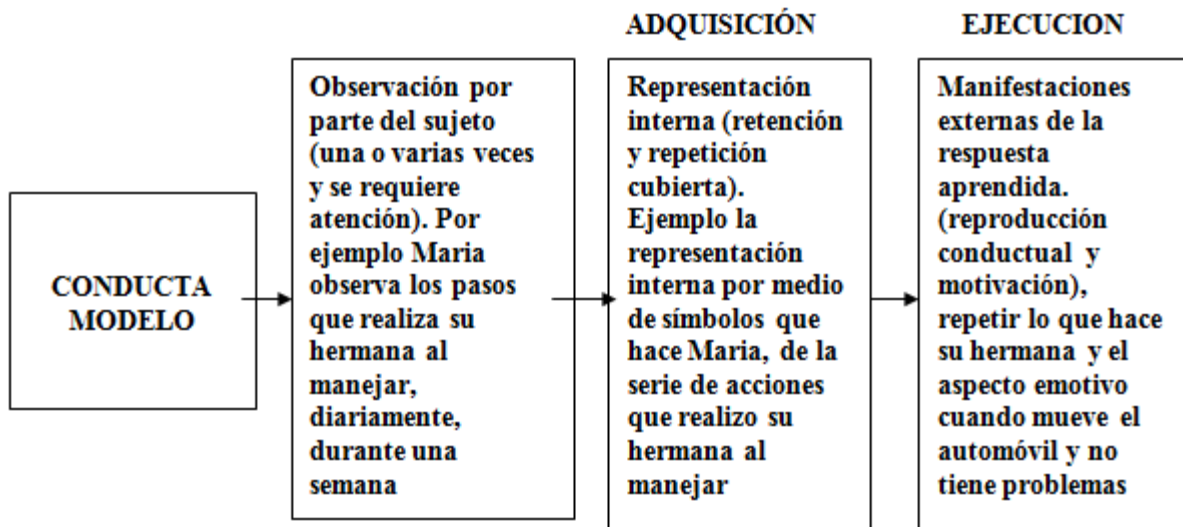 CONDUCTA
MODELO
Observación por
parte del sujeto
(una o varias veces
y se requiere
atención). Por
ejemplo Maria
observa los pasos
que realiza su
hermana al
manejar,
diariamente,
durante una
semana
ADQUISICIÓN
Representación
interna (retención
y repetición
cubierta).
Ejemplo la
representación
interna por medio
de símbolos que
hace Maria, de la
serie de acciones
que realizo su
hermana al
manejar
EJECUCION
Manifestaciones
externas de la
respuesta
aprendida.
(reproducción
conductual y
motivación),
repetir lo que hace
su hermana y el
aspecto emotivo
cuando mueve el
automóvil y no
tiene problemas